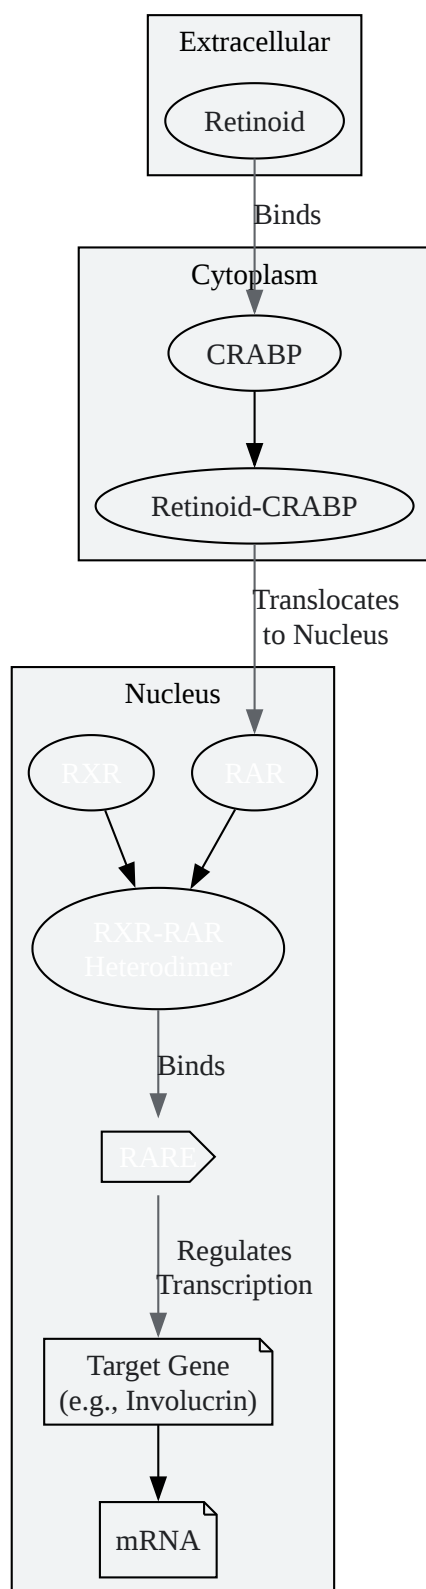 Extracellular
Retinoid
Binds
Cytoplasm
CRABP
Retinoid-CRABP
Translocates
to Nucleus
Nucleus
RXR
RAR
RXR-RAR
Heterodimer
Binds
RARE
Regulates
Transcription
Target Gene
(e.g., Involucrin)
mRNA